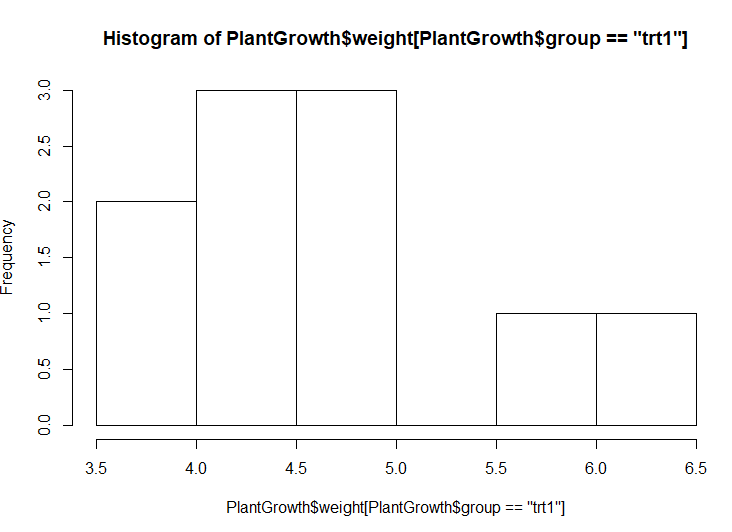 Histogram of PlantGrowth$weight[PlantGrowth$group == "trt1"]
Frequency
3.0
2.5
2.0
1.5
1.0
0.5
0.0
3.5 4.0 4.5 5.0 5.5 6.0 6.5
PlantGrowth$weight[PlantGrowth$group == "trt1"]